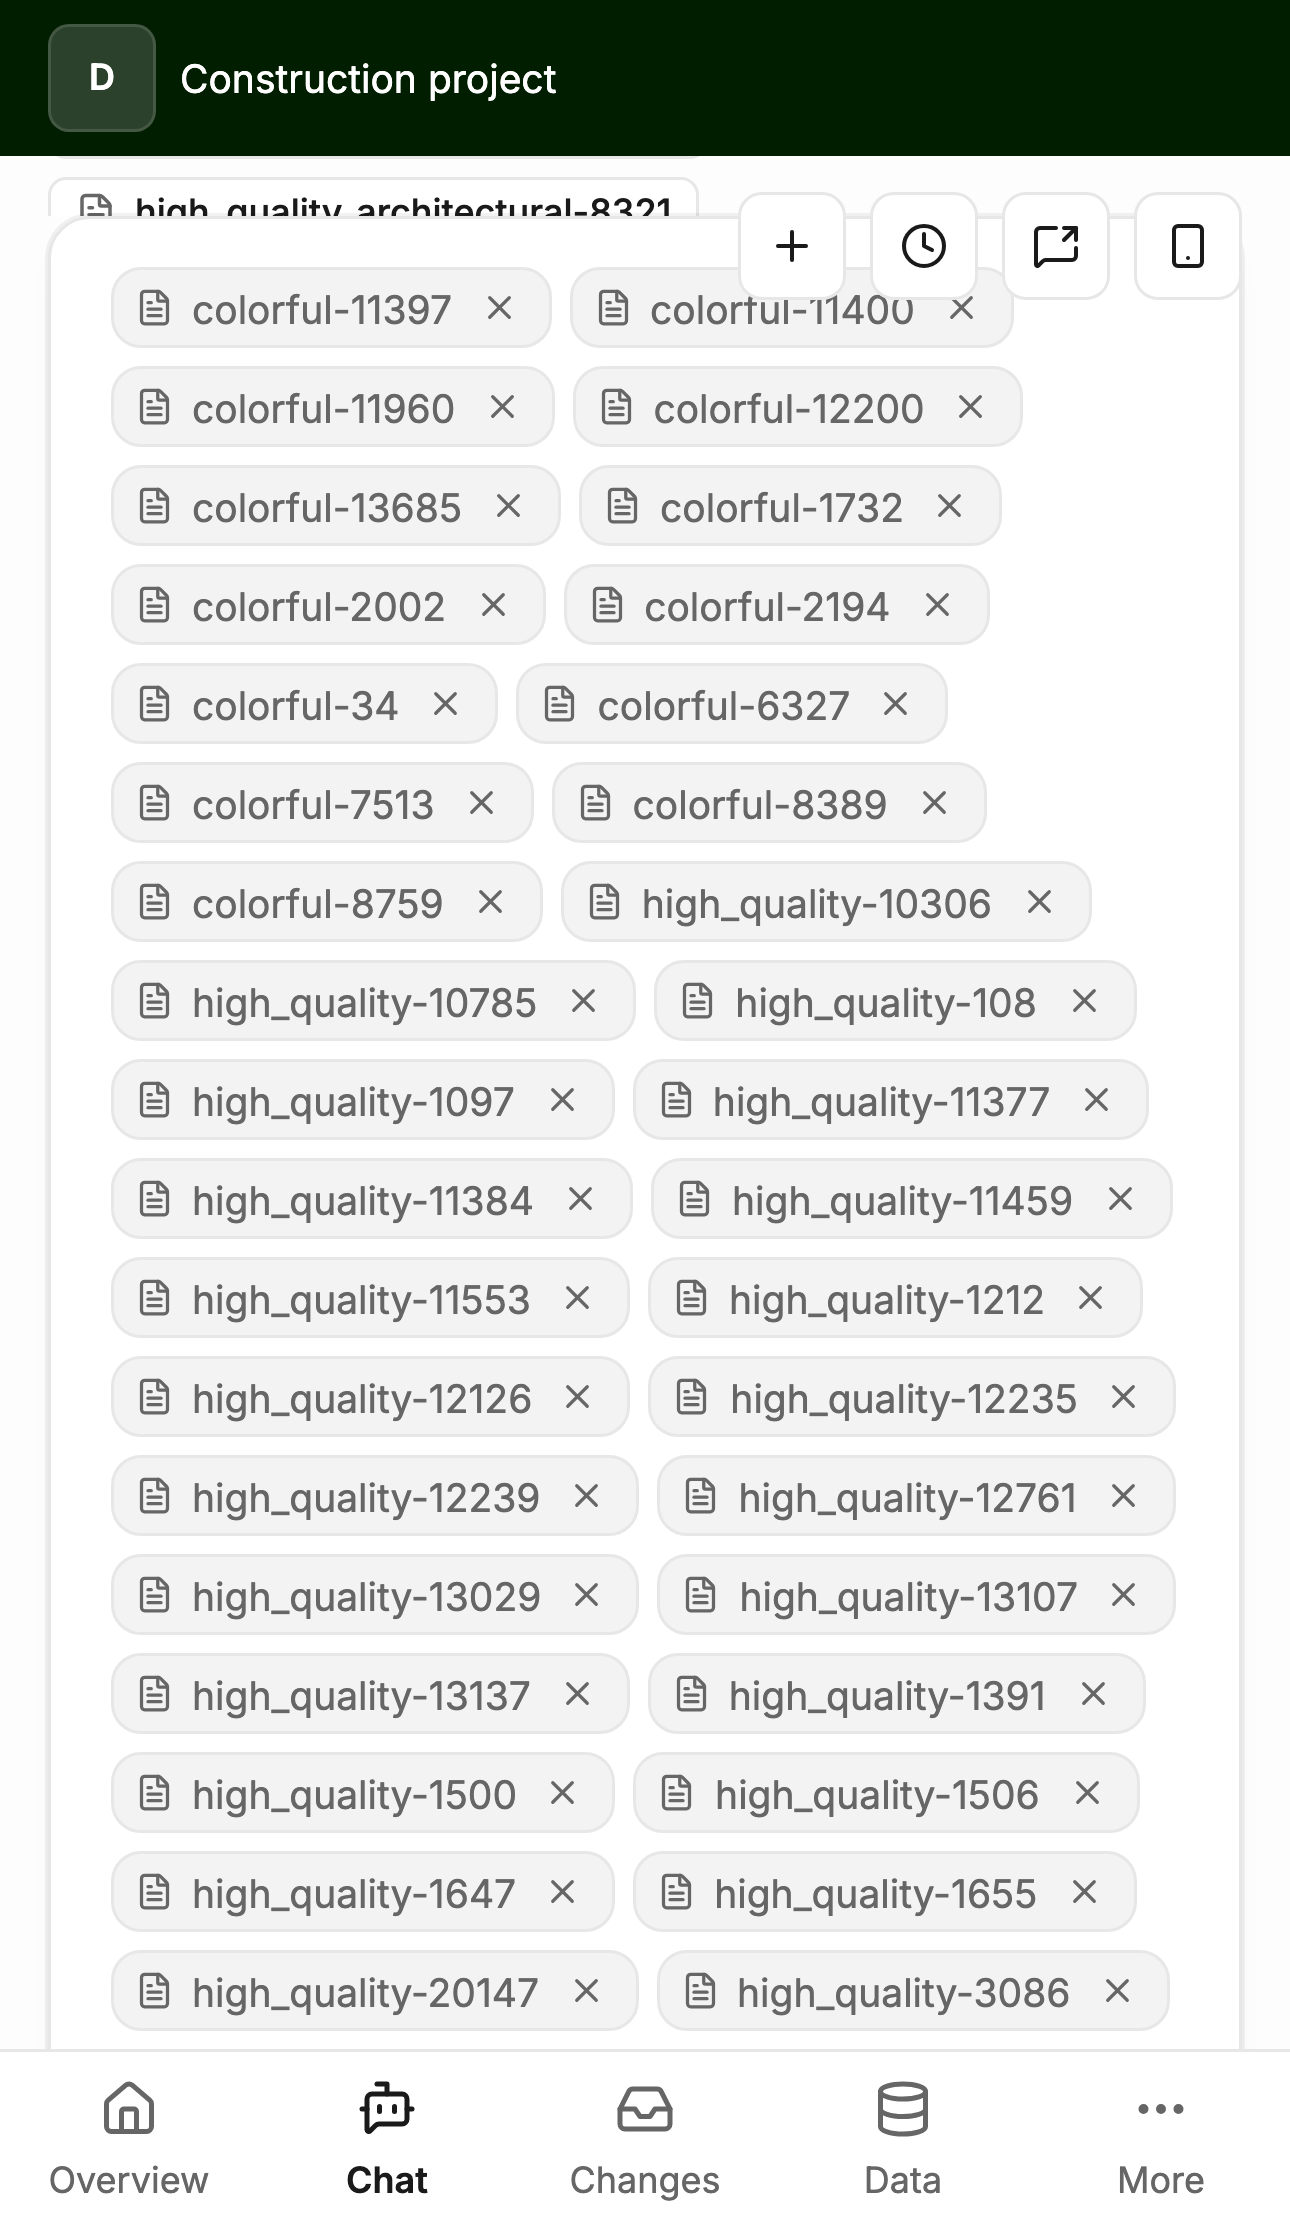 D Construction project
high_quality_architectural-8321
colorful-11397 colorful-11400
colorful-11960 colorful-12200
colorful-13685 colorful-1732
colorful-2002 colorful-2194
colorful-34 colorful-6327
colorful-7513 colorful-8389
colorful-8759 high_quality-10306
high_quality-10785 high_quality-108
high_quality-1097 high_quality-11377
high_quality-11384 high_quality-11459
high_quality-11553 high_quality-1212
high_quality-12126 high_quality-12235
high_quality-12239 high_quality-12761
high_quality-13029 high_quality-13107
high_quality-13137 high_quality-1391
high_quality-1500 high_quality-1506
high_quality-1647 high_quality-1655
high_quality-20147 high_quality-3086
Overview Chat Changes Data More